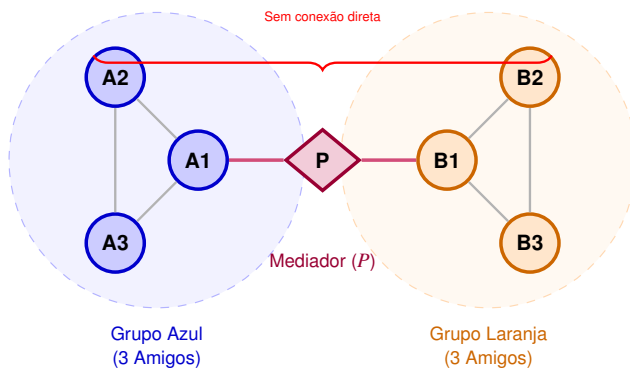 Sem conexão direta
A2
B2
A1
P
B1
A3
B3
Mediador (P)
Grupo Azul
(3 Amigos)
Grupo Laranja
(3 Amigos)